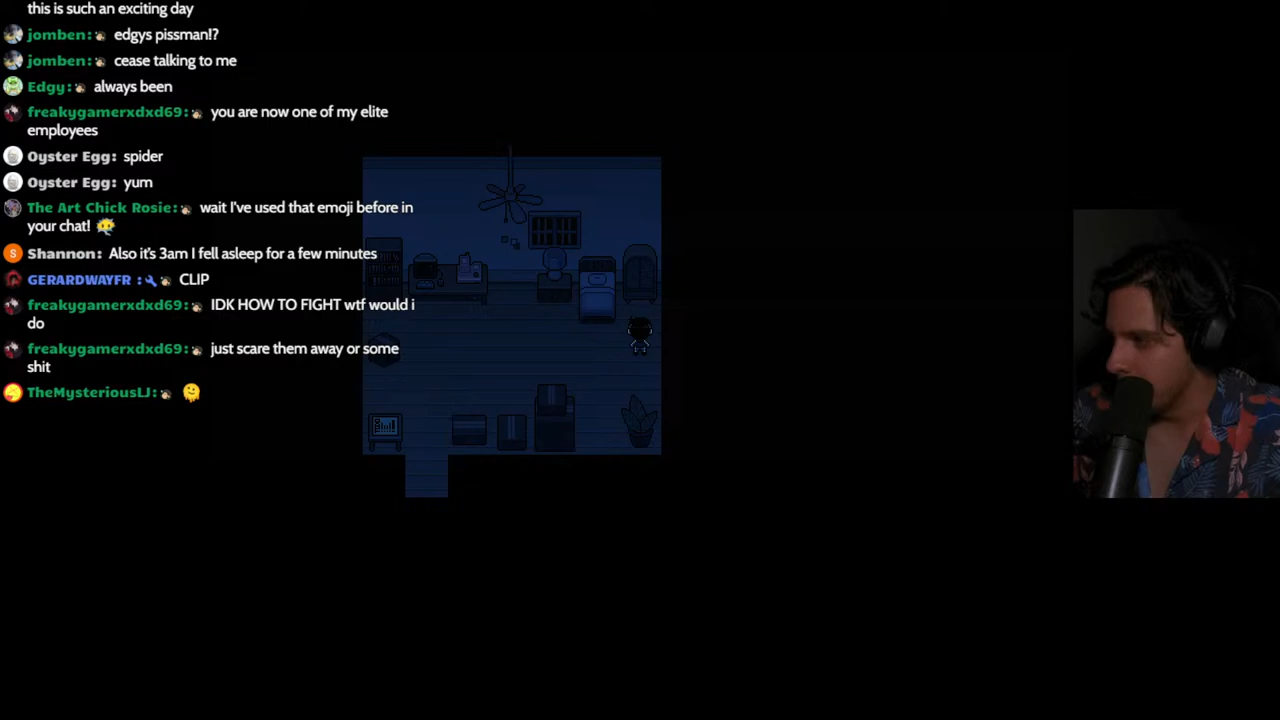 this is such an exciting day
jomben: edgys pissman!?
jomben: cease talking to me
Edgy: always been
freakygamerxdxd69: you are now one of my elite
employees
Oyster Egg: spider
Oyster Egg: yum
The Art Chick Rosie: wait I've used that emoji before in
your chat!
Shannon: Also it's 3am I fell asleep for a few minutes
GERARDWAYFR : CLIP
freakygamerxdxd69: IDK HOW TO FIGHT wtf would i
do
freakygamerxdxd69: just scare them away or some
shit
TheMysteriousLJ: